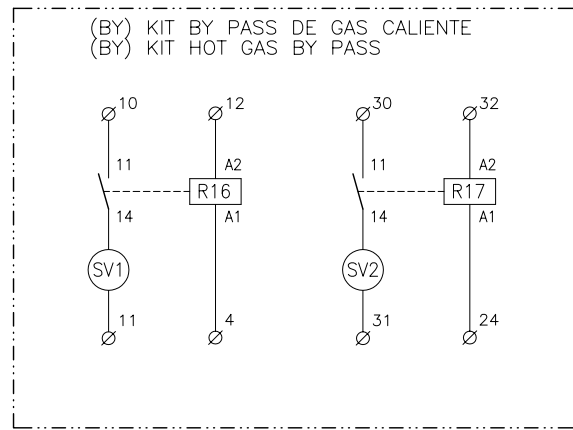 (BY) KIT BY PASS DE GAS CALIENTE
(BY) KIT HOT GAS BY PASS
10 12 30 32
11 A2 11 A2
R16 R17
14 A1 14 A1
SV1 SV2
11 4 31 24